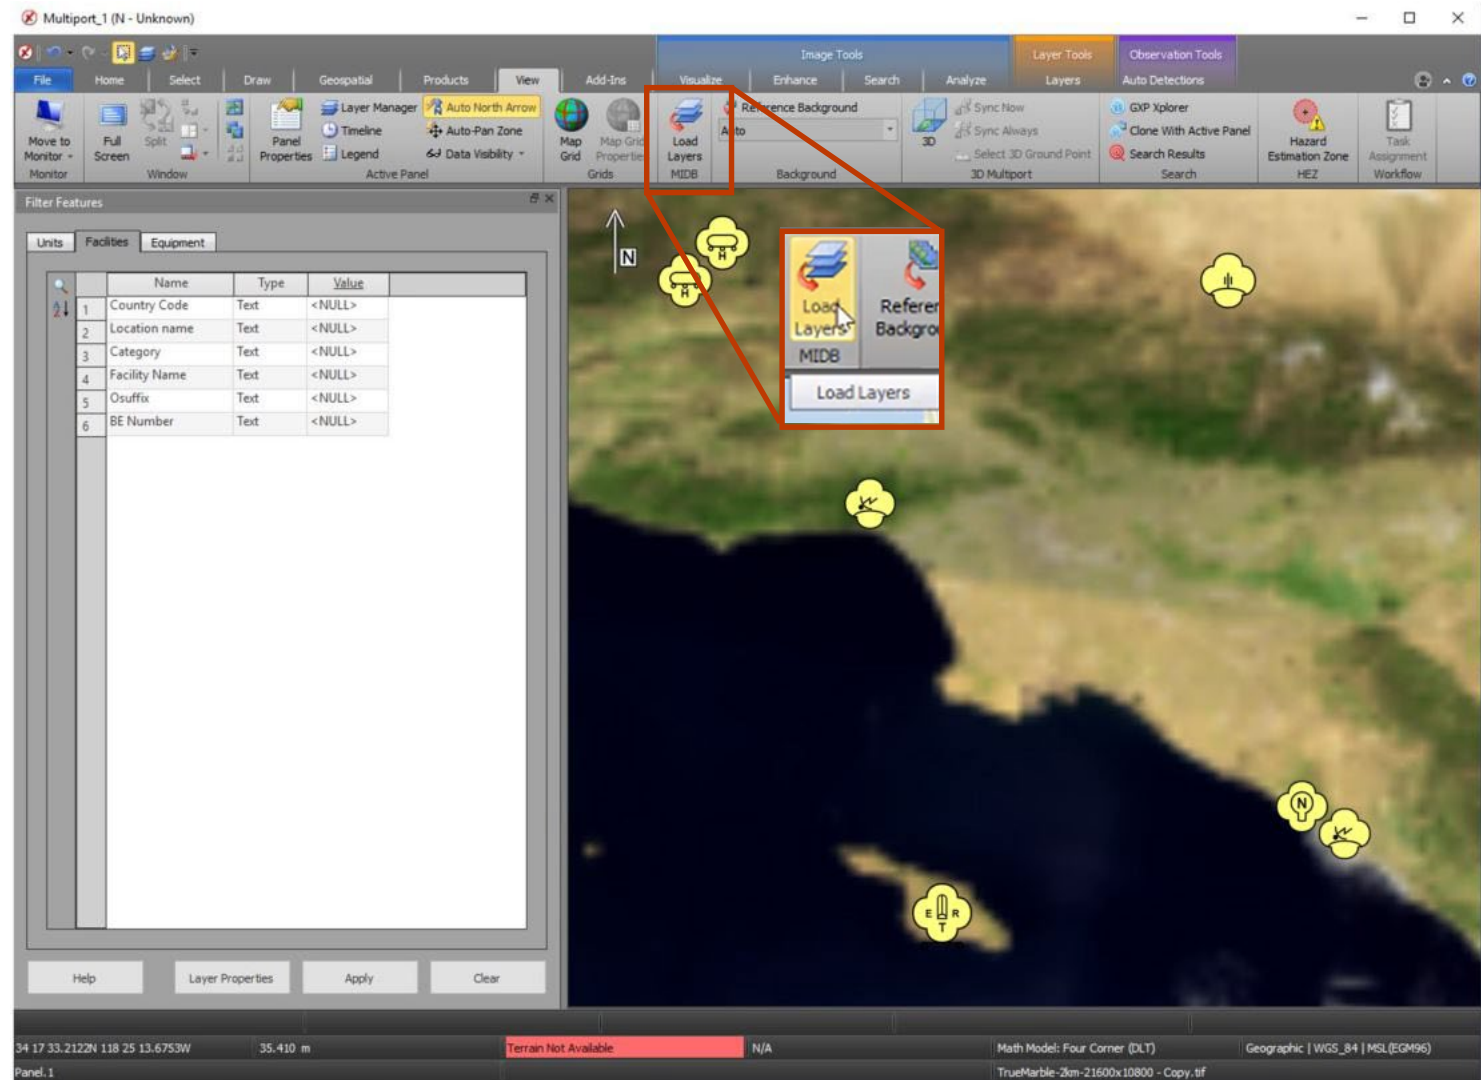 Multiport_1 (N - Unknown)
Image Tools
Layer Tools
Observation Tools
File
Home
Select
Draw
Geospatial
Products
View
Add-Ins
Visualize
Enhance
Search
Analyze
Layers
Auto Detections
Move to Monitor
Monitor
Full Screen
Split
Window
Panel Properties
Layer Manager
Timeline
Legend
Auto North Arrow
Auto-Pan Zone
Data Visibility
Active Panel
Map Grid
Map Grid Properties
Grids
Load Layers
MIDB
Reference Background
Auto
Background
3D
Sync Now
Sync Always
Select 3D Ground Point
3D Multiport
GXP Xplorer
Clone With Active Panel
Search Results
Search
Hazard Estimation Zone
HEZ
Task Assignment
Workflow
Filter Features
Units
Facilities
Equipment
Name Type Value
1 Country Code Text <NULL>
2 Location name Text <NULL>
3 Category Text <NULL>
4 Facility Name Text <NULL>
5 Osuffix Text <NULL>
6 BE Number Text <NULL>
Help
Layer Properties
Apply
Clear
N
H
H
Load Layers
MIDB
Referen
Backgrou
Load Layers
N
E R
T
34 17 33.2122N 118 25 13.6753W
35.410 m
Terrain Not Available
N/A
Math Model: Four Corner (DLT)
Geographic | WGS_84 | MSL(EGM96)
Panel.1
TrueMarble-2km-21600x10800 - Copy.tif